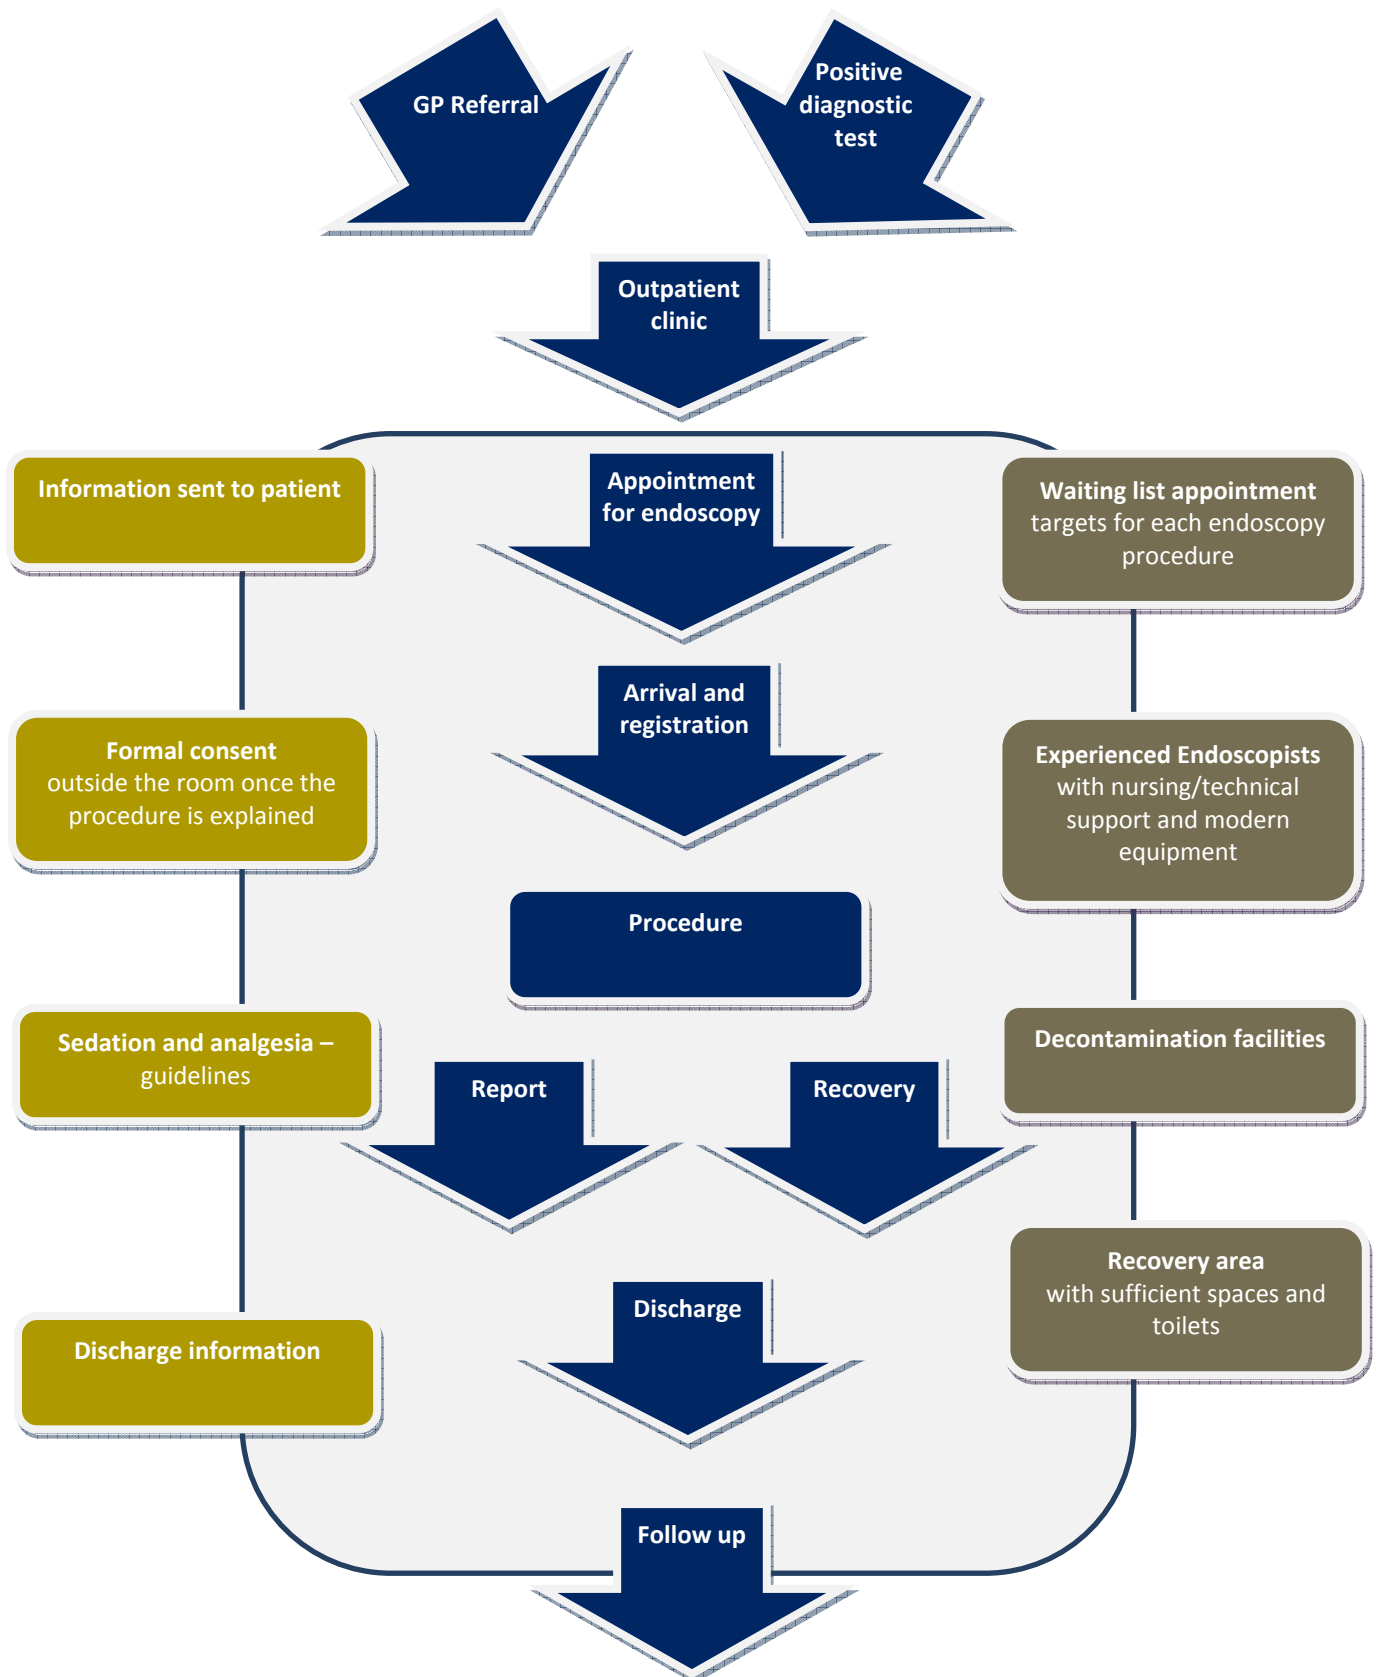 GP Referral
Positive
diagnostic
test
Outpatient
clinic
Information sent to patient
Appointment
for endoscopy
Waiting list appointment
targets for each endoscopy
procedure
Formal consent
outside the room once the
procedure is explained
Arrival and
registration
Experienced Endoscopists
with nursing/technical
support and modern
equipment
Procedure
Sedation and analgesia –
guidelines
Report
Recovery
Decontamination facilities
Discharge information
Discharge
Recovery area
with sufficient spaces and
toilets
Follow up